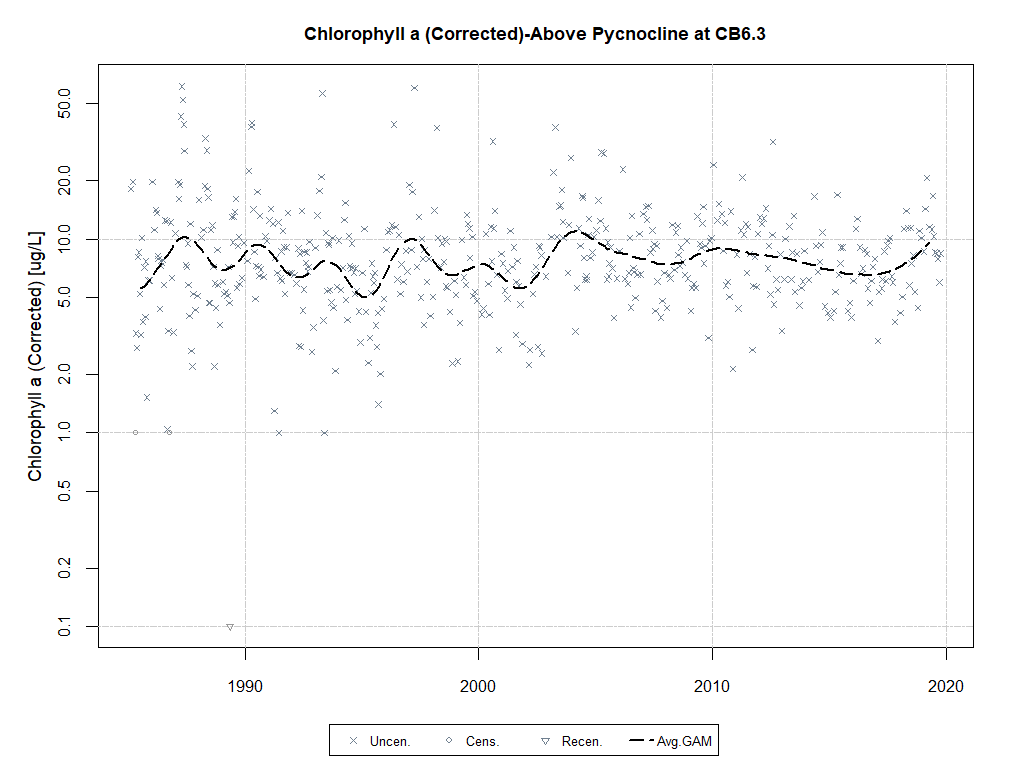 Chlorophyll a (Corrected)-Above Pycnocline at CB6.3
Chlorophyll a (Corrected) [ug/L]
50.0
20.0
10.0
5.0
2.0
1.0
0.5
0.2
0.1
1990 2000 2010 2020
Uncen. Cens. Recen. Avg.GAM